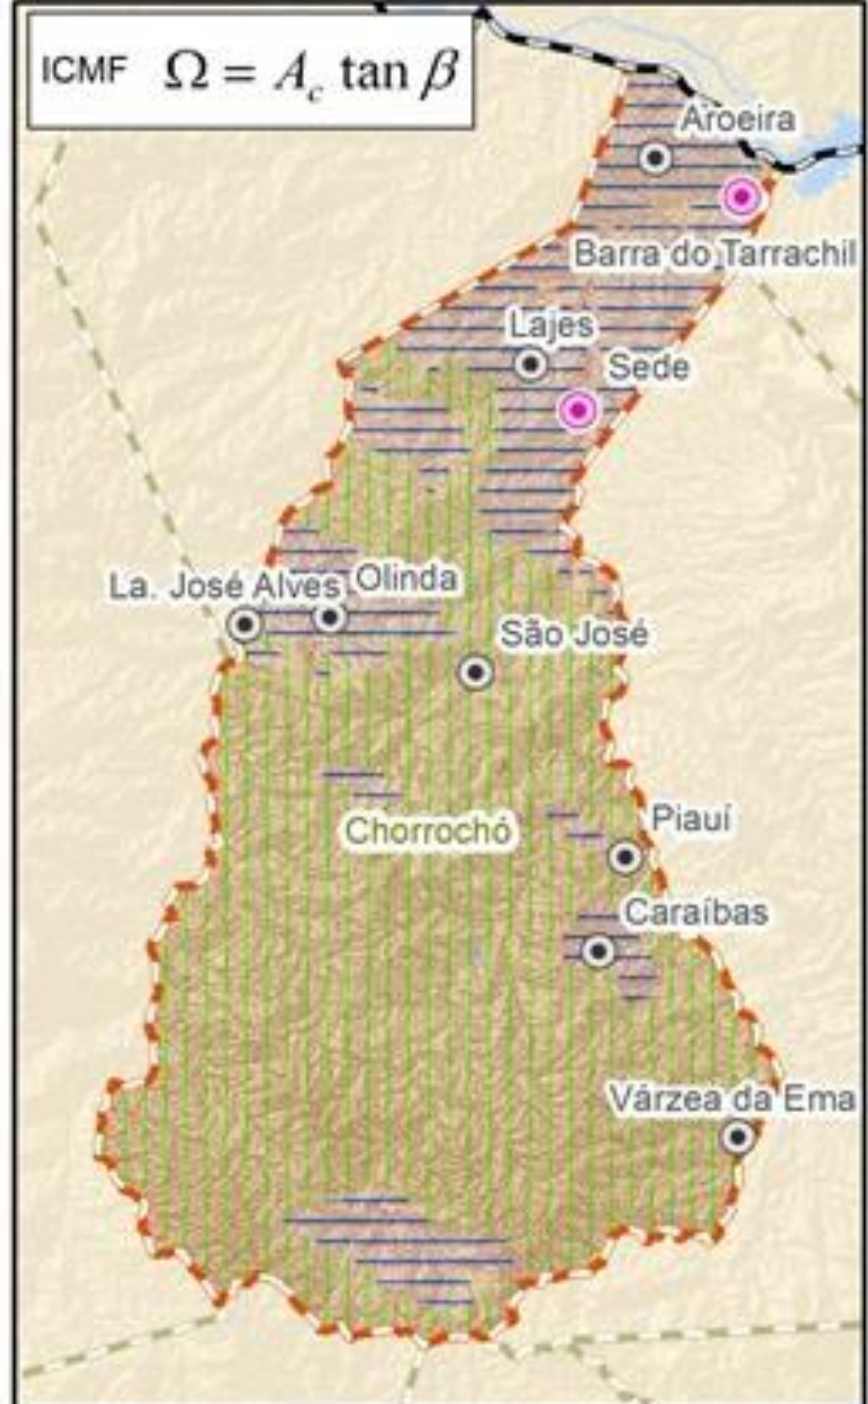 ICMF Ω = A_c tan β
Aroeira
Barra do Tarrachil
Lajes
Sede
La. José Alves
Olinda
São José
Chorrochó
Piauí
Caraíbas
Várzea da Ema